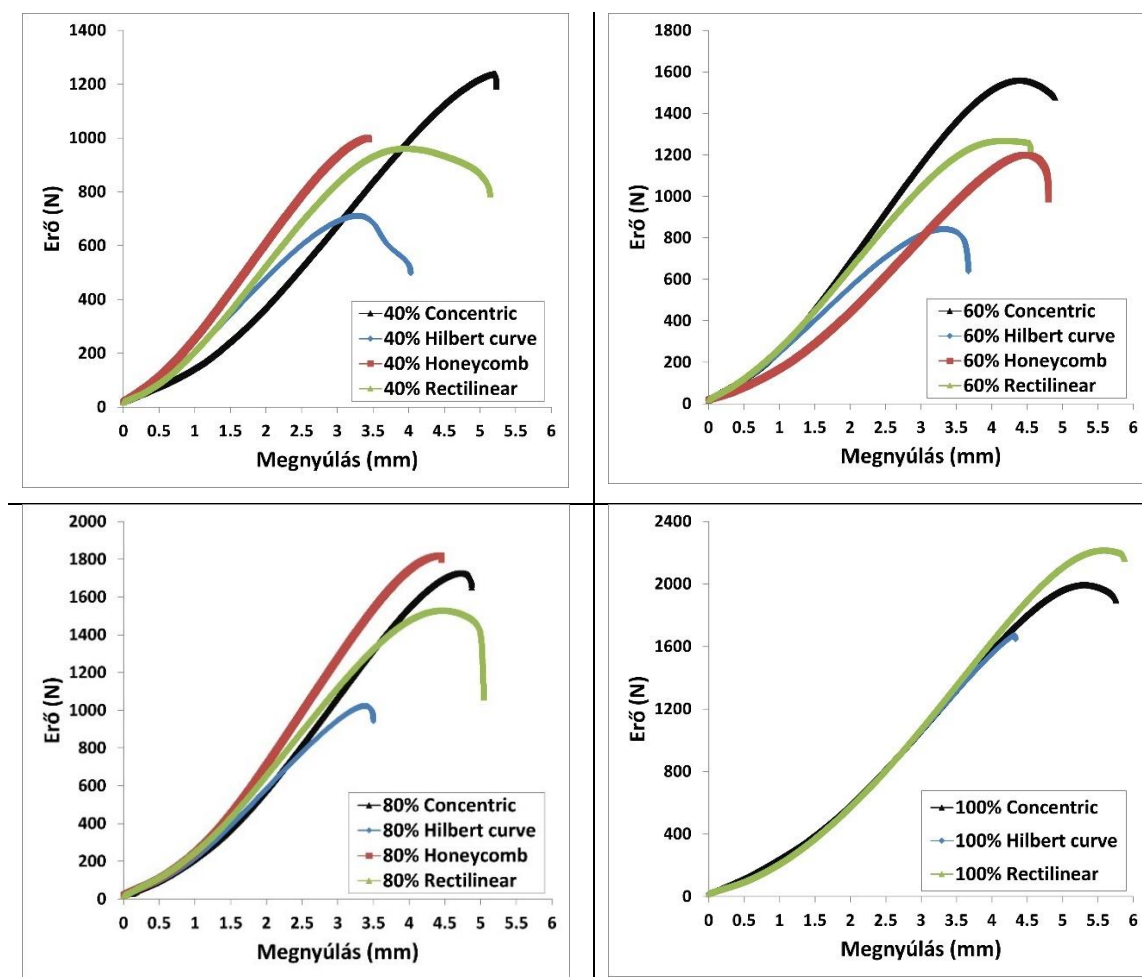 1400
1200
1000
800
600
400
200
0
Erő (N)
0 0.5 1 1.5 2 2.5 3 3.5 4 4.5 5 5.5 6
Megnyúlás (mm)
40% Concentric
40% Hilbert curve
40% Honeycomb
40% Rectilinear
1800
1600
1400
1200
1000
800
600
400
200
0
Erő (N)
0 0.5 1 1.5 2 2.5 3 3.5 4 4.5 5 5.5 6
Megnyúlás (mm)
60% Concentric
60% Hilbert curve
60% Honeycomb
60% Rectilinear
2000
1800
1600
1400
1200
1000
800
600
400
200
0
Erő (N)
0 0.5 1 1.5 2 2.5 3 3.5 4 4.5 5 5.5 6
Megnyúlás (mm)
80% Concentric
80% Hilbert curve
80% Honeycomb
80% Rectilinear
2400
2000
1600
1200
800
400
0
Erő (N)
0 0.5 1 1.5 2 2.5 3 3.5 4 4.5 5 5.5 6
Megnyúlás (mm)
100% Concentric
100% Hilbert curve
100% Rectilinear